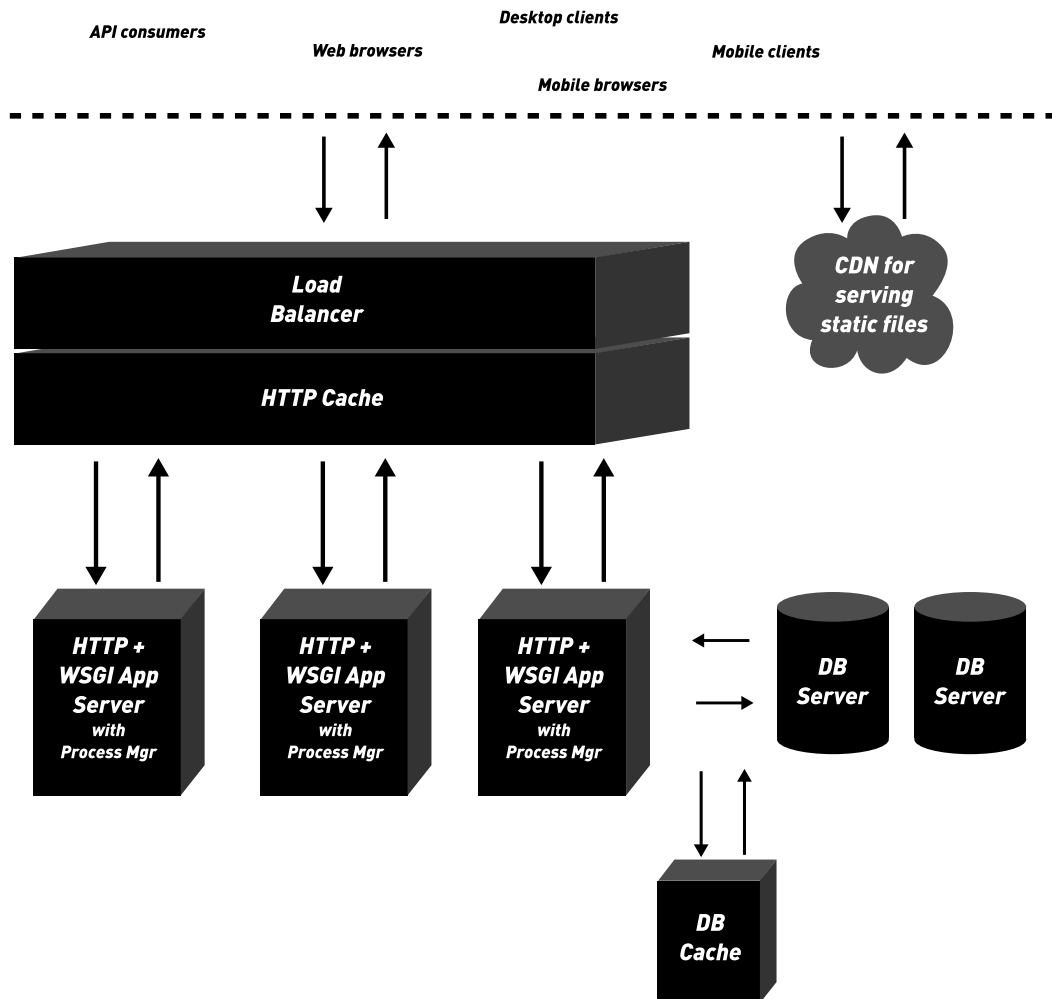 Desktop clients
API consumers
Web browsers
Mobile clients
Mobile browsers
Load
Balancer
CDN for
serving
static files
HTTP Cache
HTTP +
WSGI App
Server
with
Process Mgr
HTTP +
WSGI App
Server
with
Process Mgr
HTTP +
WSGI App
Server
with
Process Mgr
DB
Server
DB
Server
DB
Cache